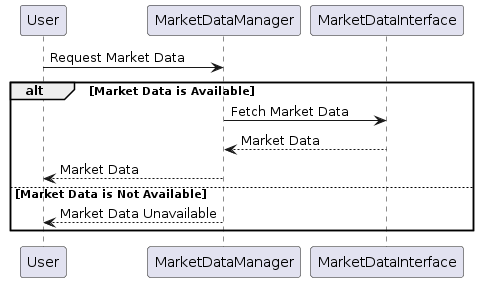 User MarketDataManager MarketDataInterface
Request Market Data
alt [Market Data is Available]
Fetch Market Data
Market Data
Market Data
[Market Data is Not Available]
Market Data Unavailable
User MarketDataManager MarketDataInterface